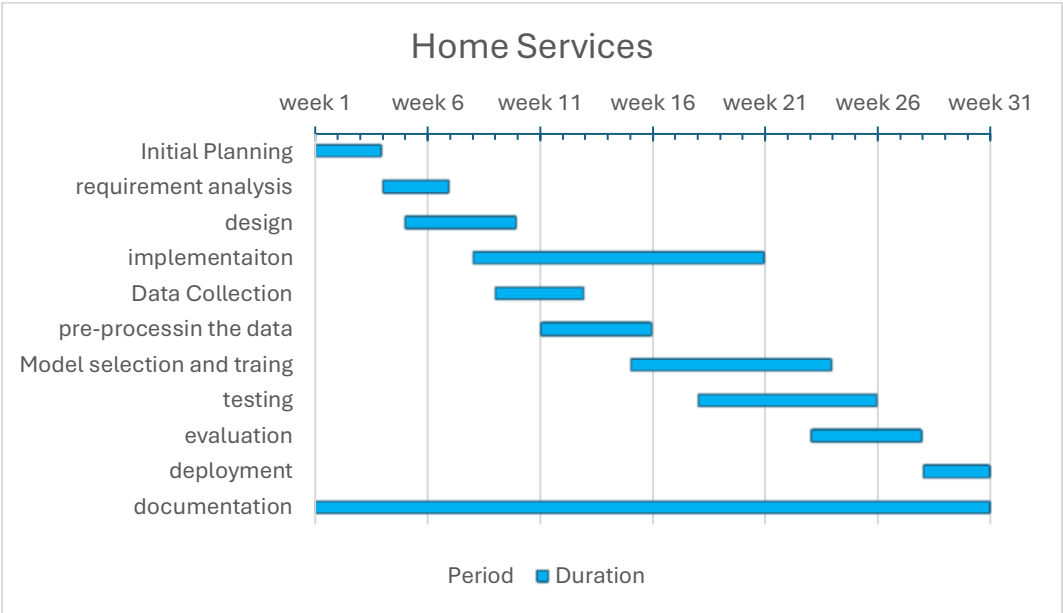 Home Services
week 1 week 6 week 11 week 16 week 21 week 26 week 31
Initial Planning
requirement analysis
design
implementaiton
Data Collection
pre-processin the data
Model selection and traing
testing
evaluation
deployment
documentation
Period Duration